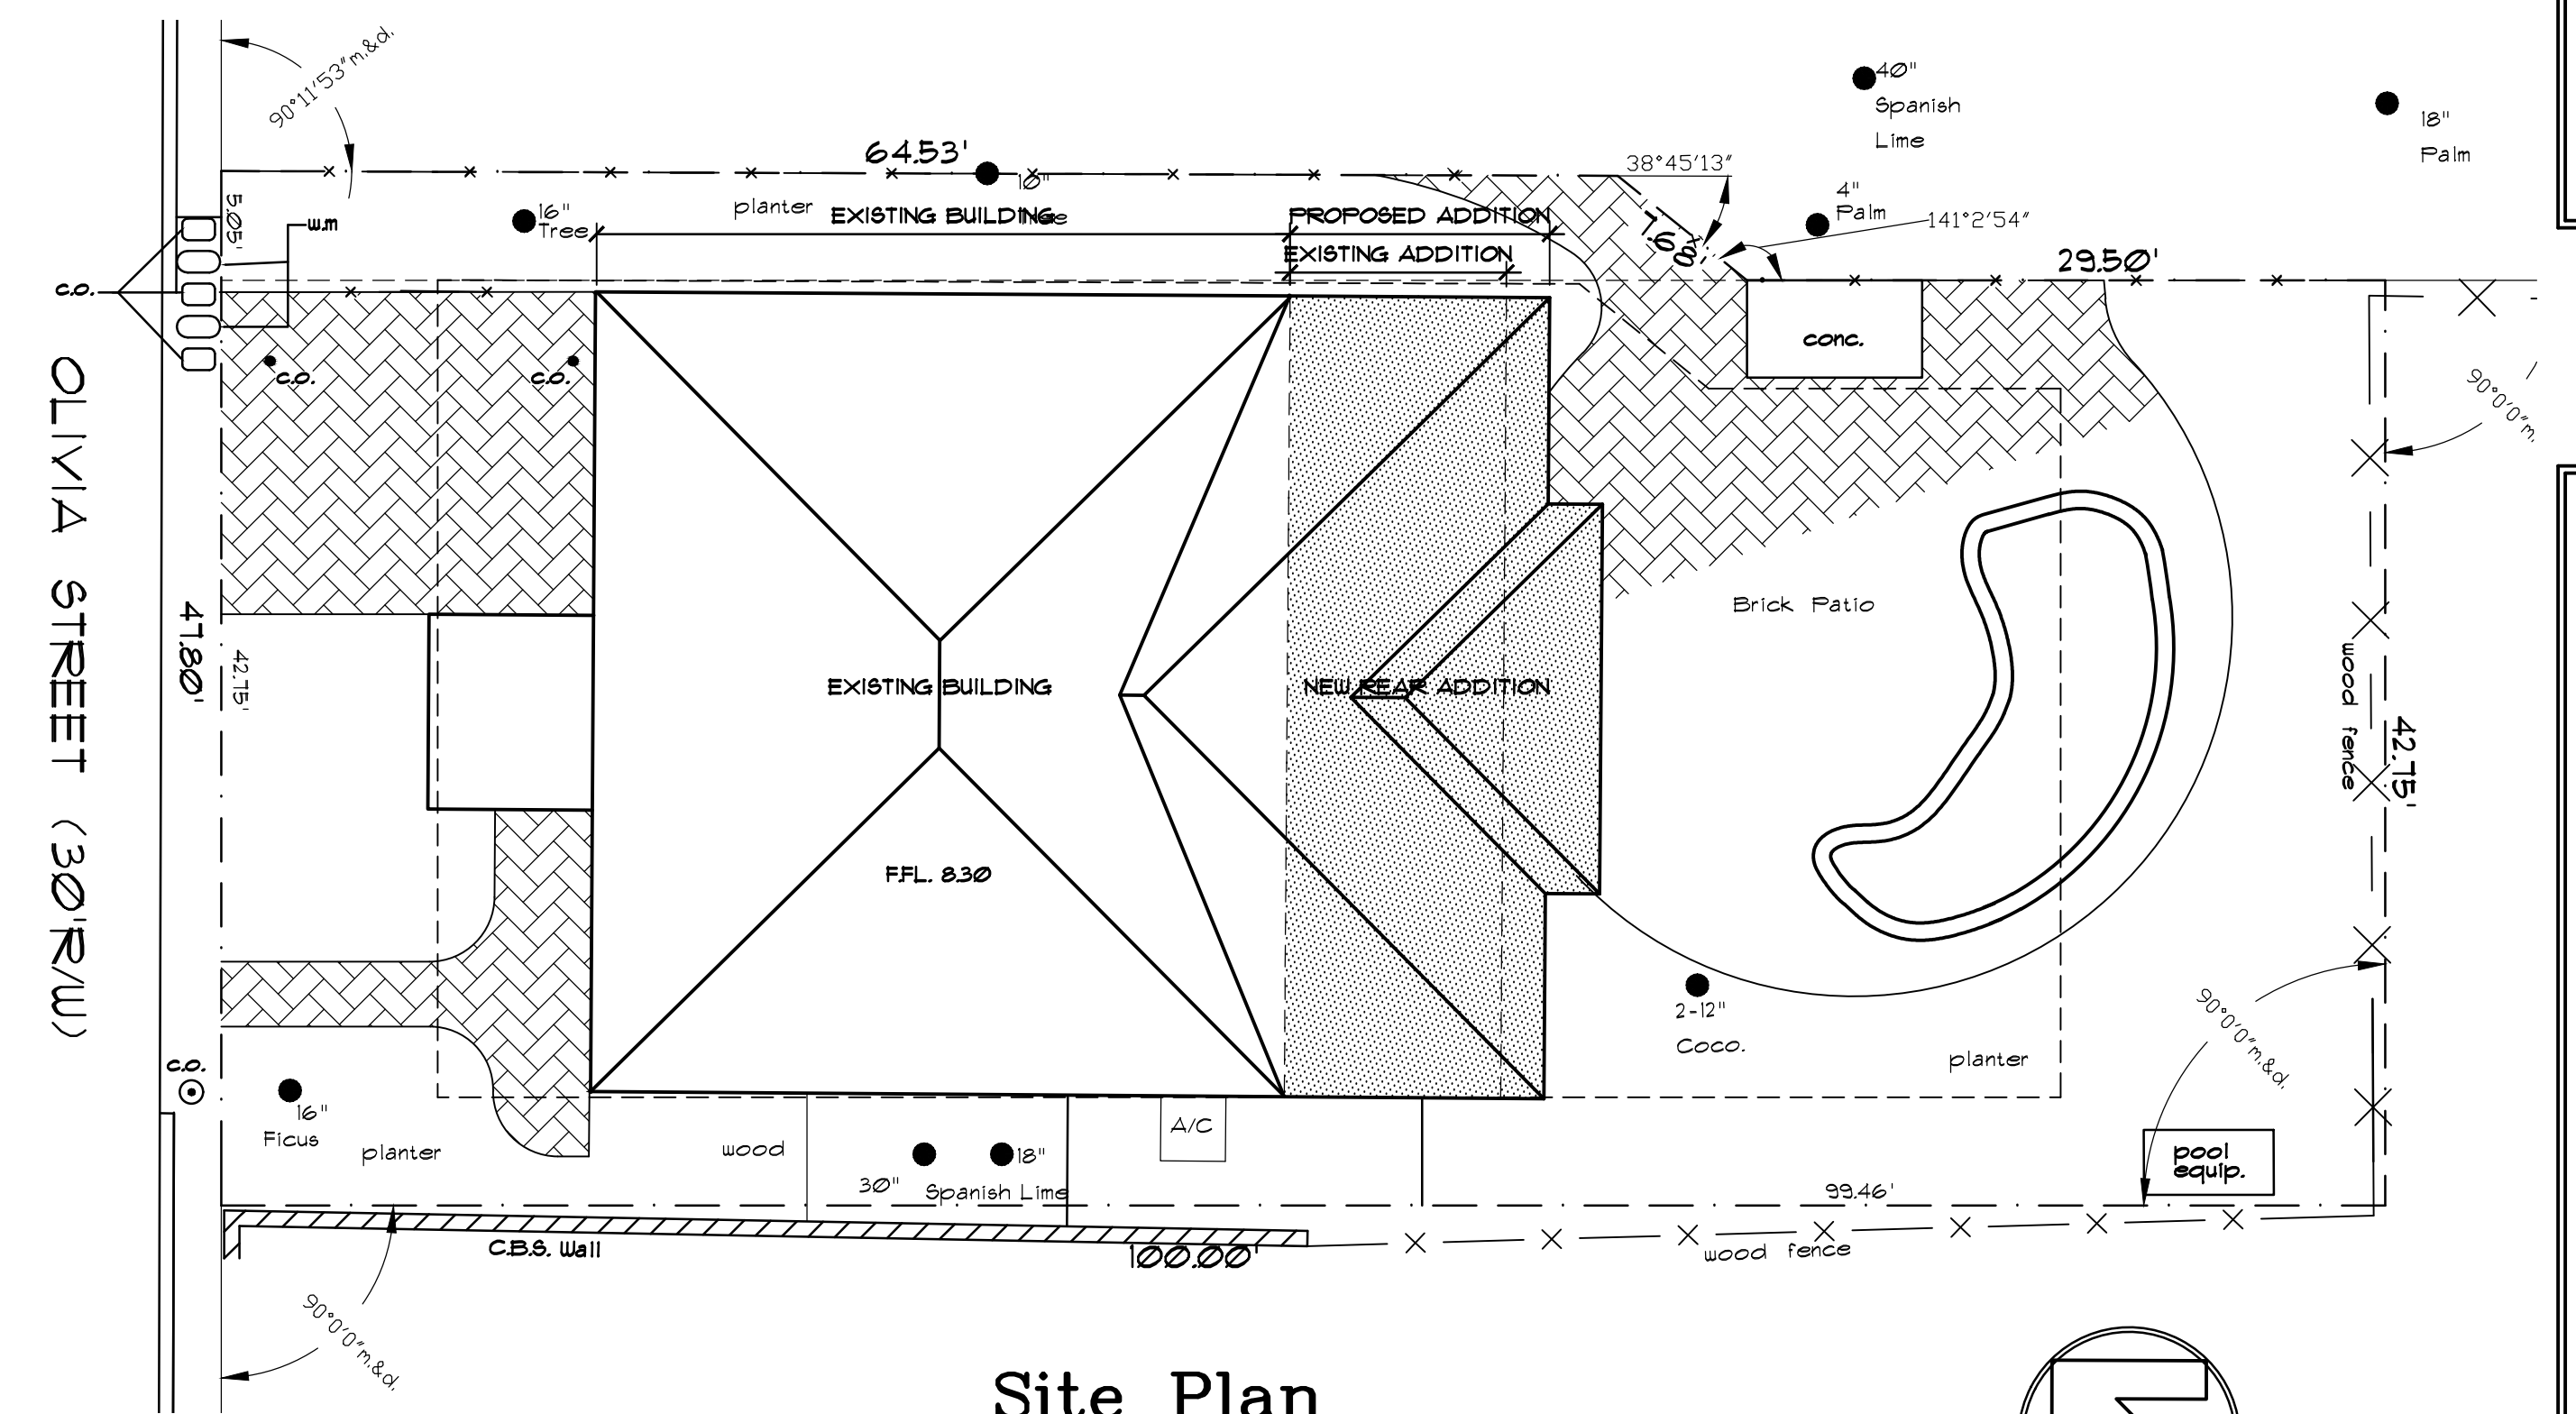 90°11'53"m.&d.
64.53'
40"
Spanish
Lime
18"
Palm
38°45'13"
4"
Palm
141°2'54"
7.68'
29.50'
5.05'
w.m
16"
Tree
planter
10"
EXISTING BUILDING
PROPOSED ADDITION
EXISTING ADDITION
c.o.
c.o.
c.o.
conc.
90°0'0"m.
OLIVIA STREET (30'R/W)
47.80'
42.75'
EXISTING BUILDING
NEW REAR ADDITION
Brick Patio
wood fence
42.75'
F.FL. 8.30
2-12"
Coco.
planter
90°0'0"m.&d.
c.o.
16"
Ficus
planter
wood
30"
18"
Spanish Lime
A/C
pool
equip.
99.46'
C.B.S. Wall
100.00'
wood fence
90°0'0"m.&d.
Site Plan